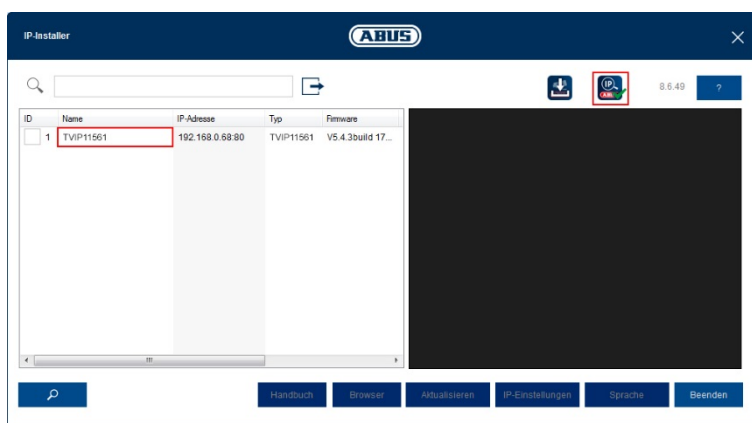 IP-Installer
ABUS
8.6.49 ?
ID Name IP-Adresse Typ Firmware
1 TVIP11561 192.168.0.68:80 TVIP11561 V5.4.3build 17...
Handbuch Browser Aktualisieren IP-Einstellungen Sprache Beenden